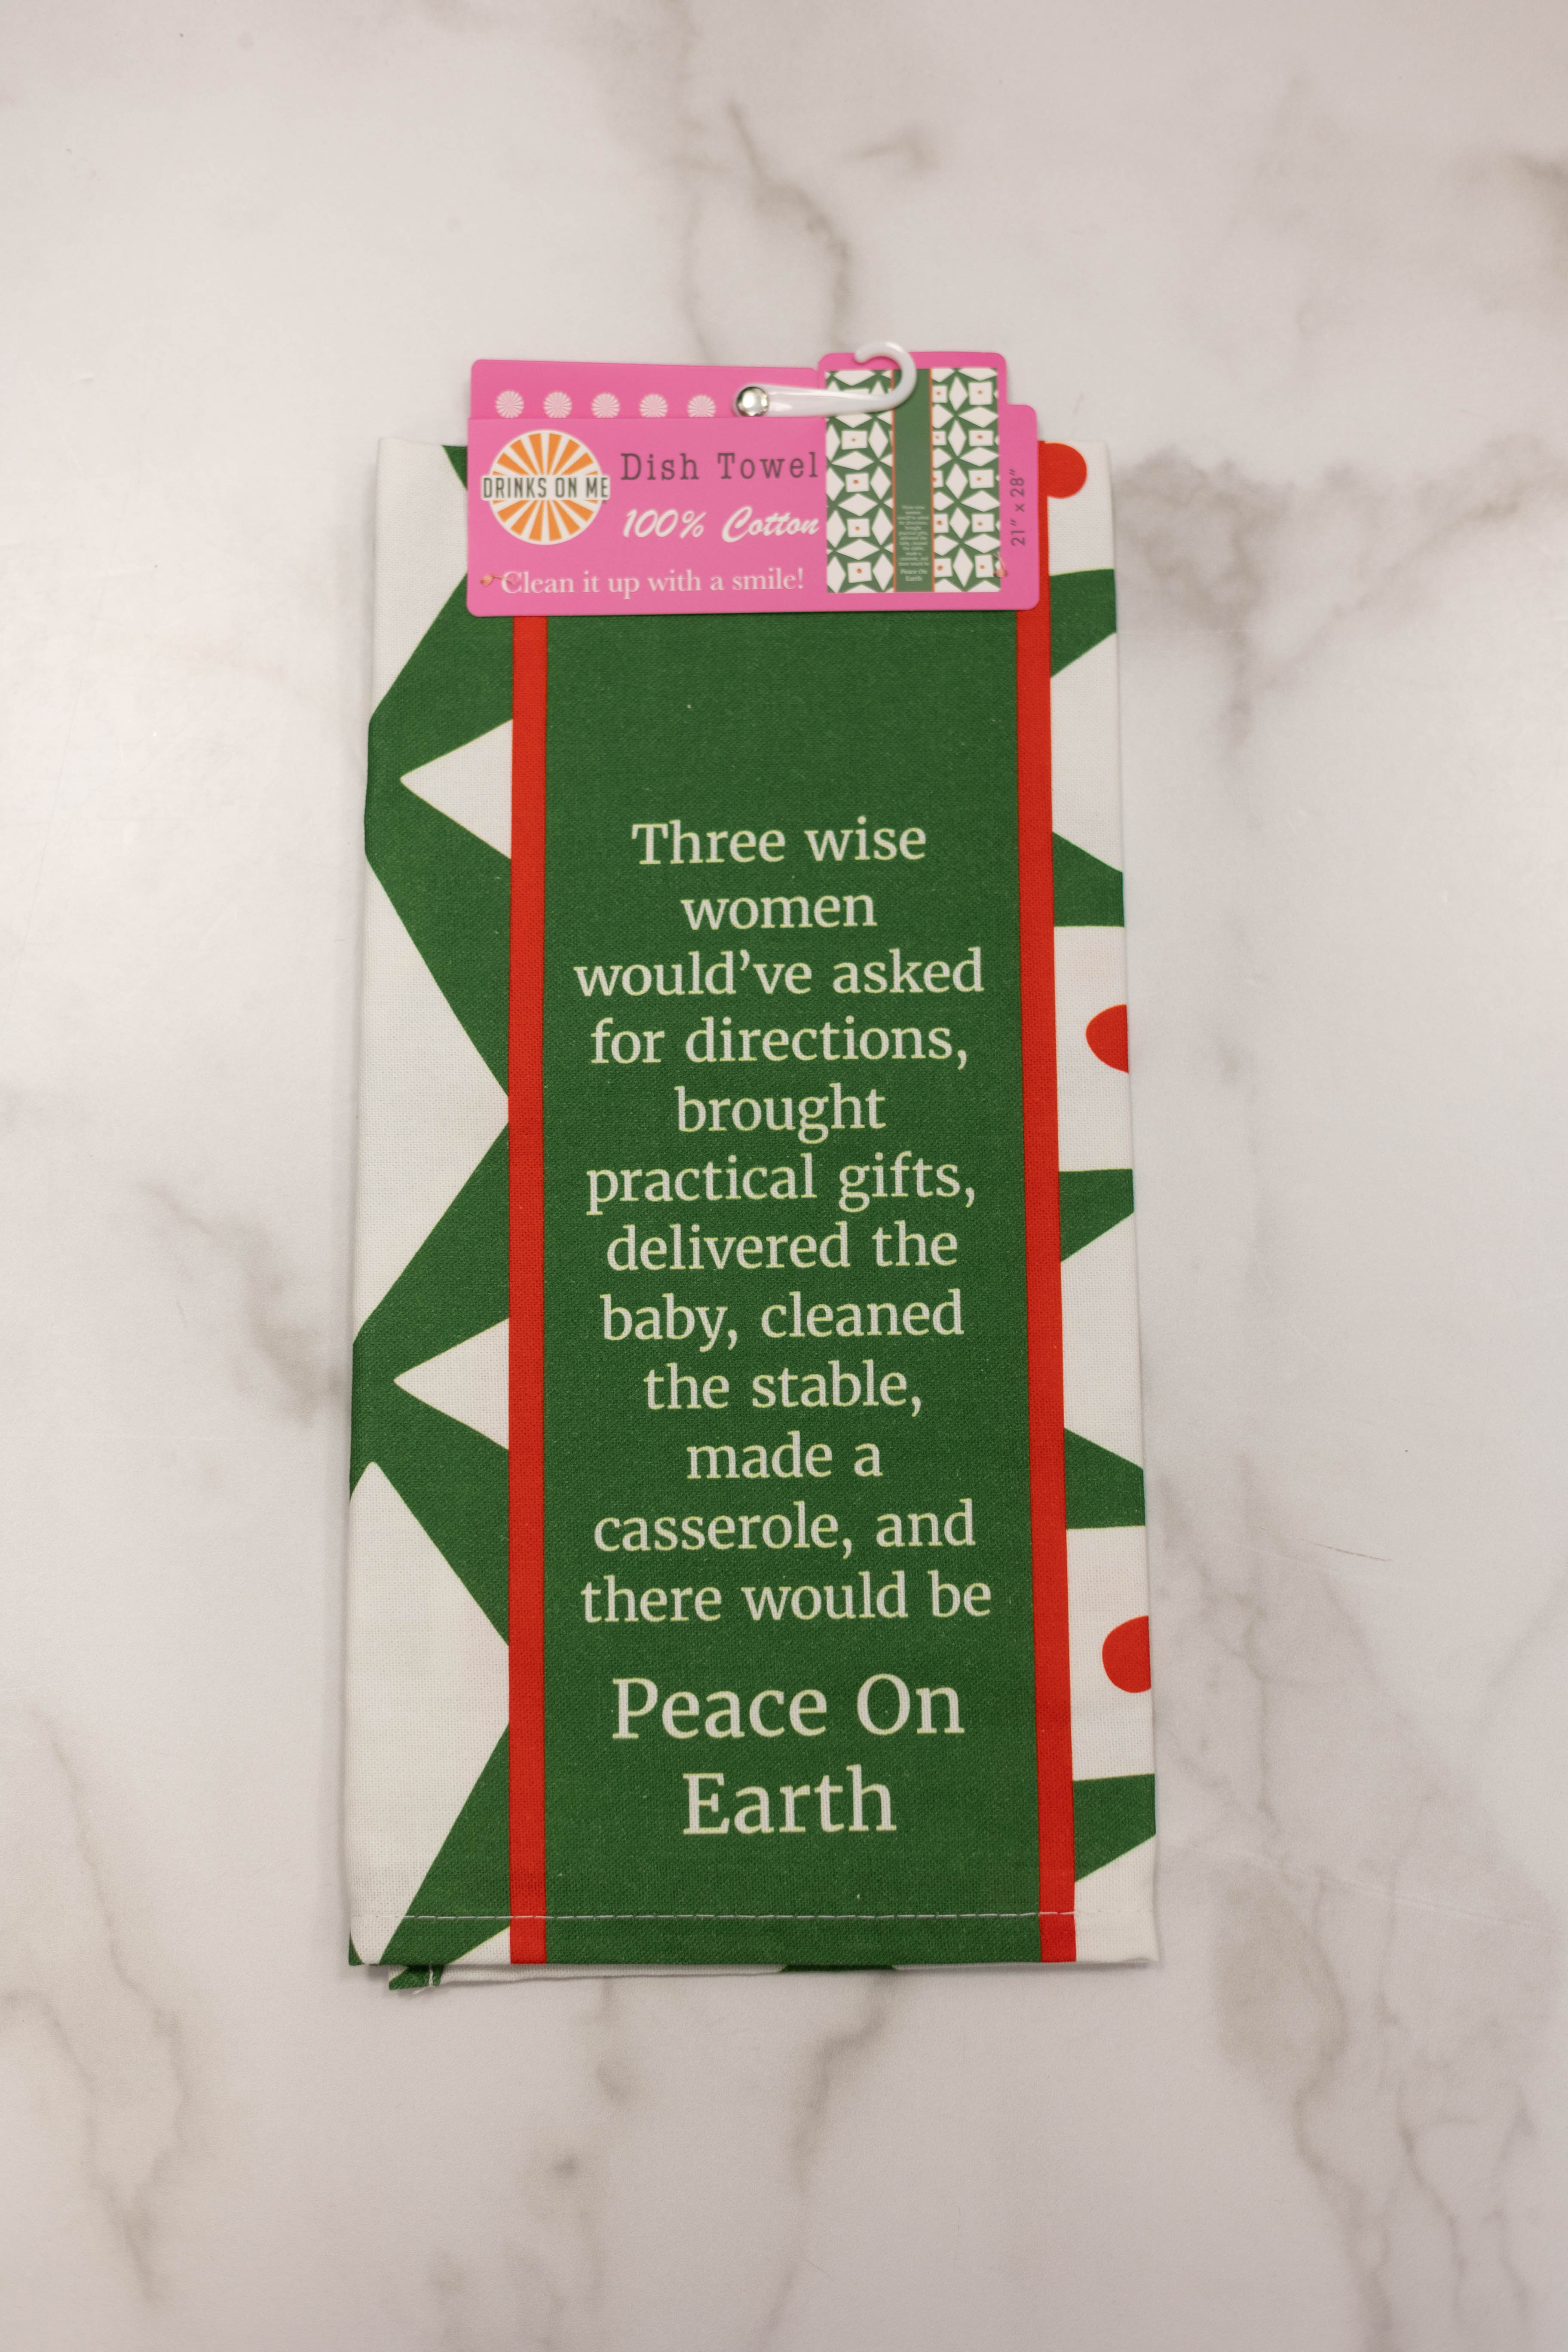 DRINKS ON ME
Dish Towel
100% Cotton
Clean it up with a smile!
21" x 28"
Three wise
women
would've asked
for directions,
brought
practical gifts,
delivered the
baby, cleaned
the stable,
made a
casserole, and
there would be
Peace On
Earth